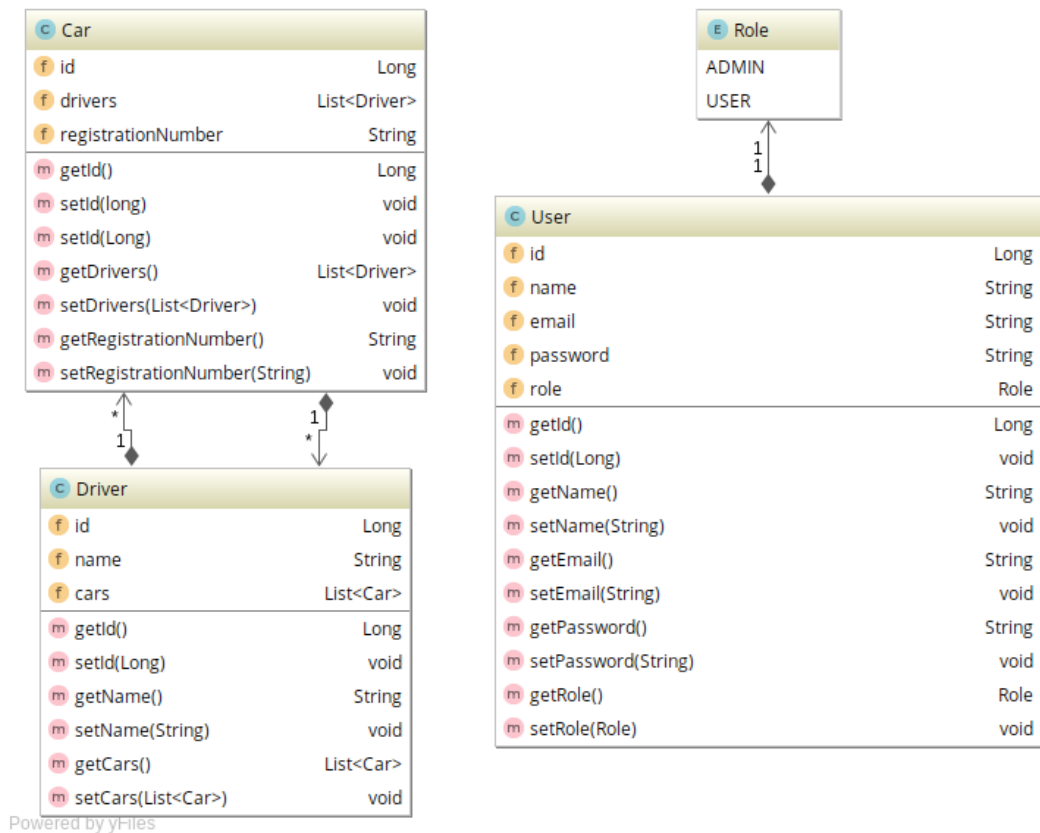 C Car
f id Long
f drivers List<Driver>
f registrationNumber String
m getId() Long
m setId(long) void
m setId(Long) void
m getDrivers() List<Driver>
m setDrivers(List<Driver>) void
m getRegistrationNumber() String
m setRegistrationNumber(String) void
*
1
1
*
C Driver
f id Long
f name String
f cars List<Car>
m getId() Long
m setId(Long) void
m getName() String
m setName(String) void
m getCars() List<Car>
m setCars(List<Car>) void
E Role
ADMIN
USER
1
1
C User
f id Long
f name String
f email String
f password String
f role Role
m getId() Long
m setId(Long) void
m getName() String
m setName(String) void
m getEmail() String
m setEmail(String) void
m getPassword() String
m setPassword(String) void
m getRole() Role
m setRole(Role) void
Powered by yFiles